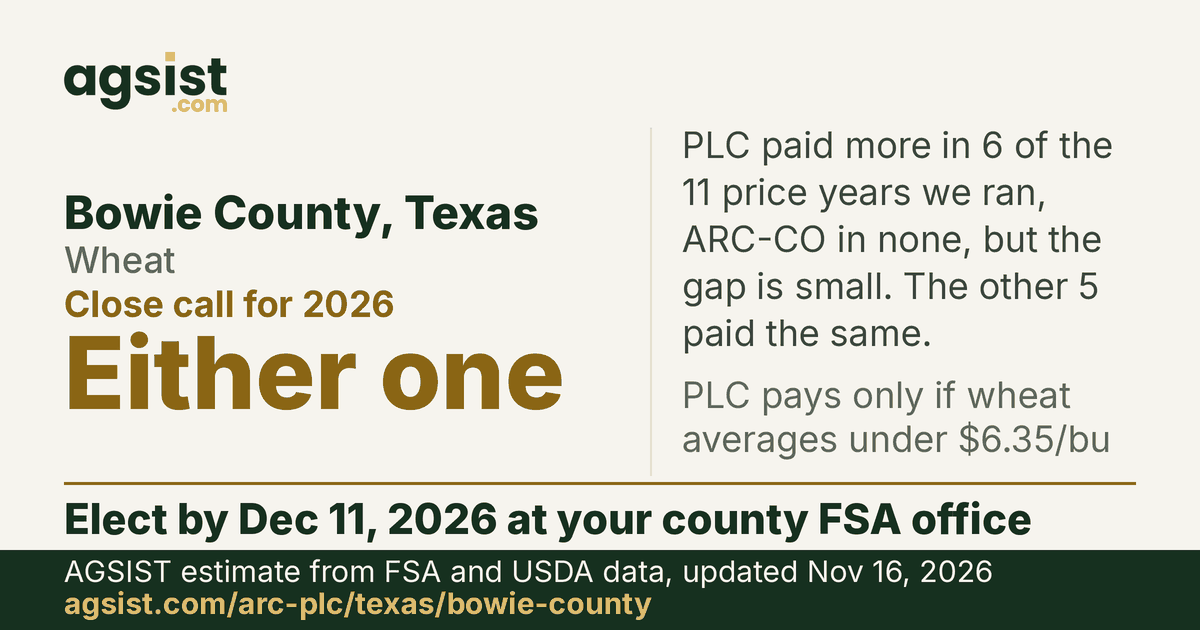 agsist
.com
Bowie County, Texas
Wheat
Close call for 2026
Either one
PLC paid more in 6 of the
11 price years we ran,
ARC-CO in none, but the
gap is small. The other 5
paid the same.
PLC pays only if wheat
averages under $6.35/bu
Elect by Dec 11, 2026 at your county FSA office
AGSIST estimate from FSA and USDA data, updated Nov 16, 2026
agsist.com/arc-plc/texas/bowie-county